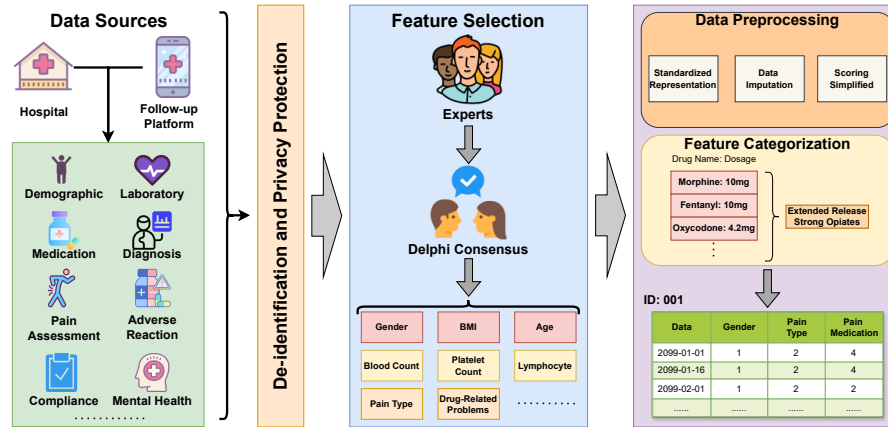 Data Sources
Hospital
Follow-up
Platform
Demographic
Laboratory
Medication
Diagnosis
Pain
Assessment
Adverse
Reaction
Compliance
Mental Health
............
De-identification and Privacy Protection
Feature Selection
Experts
Delphi Consensus
Gender
BMI
Age
Blood Count
Platelet
Count
Lymphocyte
Pain Type
Drug-Related
Problems
........
Data Preprocessing
Standardized
Representation
Data
Imputation
Scoring
Simplified
Feature Categorization
Drug Name: Dosage
Morphine: 10mg
Fentanyl: 10mg
Oxycodone: 4.2mg
Extended Release
Strong Opiates
ID: 001
Data Gender Pain Type Pain Medication
2099-01-01 1 2 4
2099-01-16 1 2 4
2099-02-01 1 2 2
...... ...... ...... ......